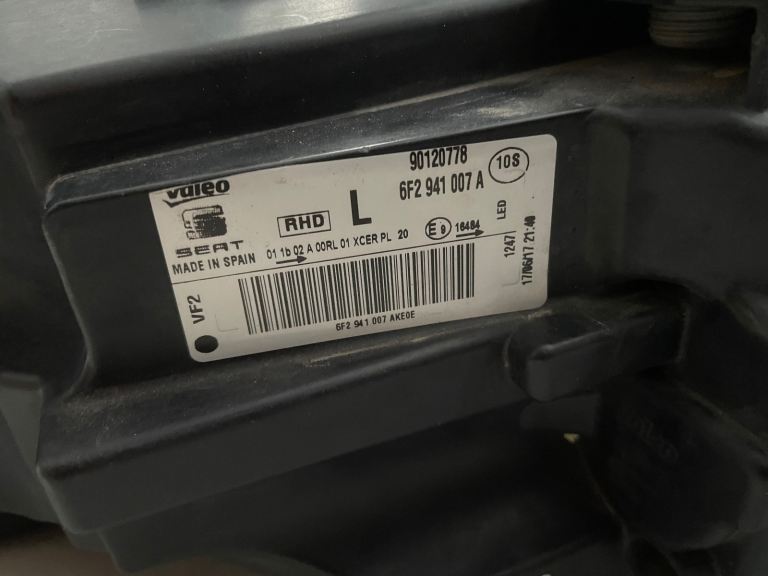 90120778
10S
Valeo
6F2 941 007 A
RHD
L
SEAT
01 1b 02 A 00RL 01 XCER PL 20
E9
16484
LED
MADE IN SPAIN
1247
17/06/17 21:40
VF2
6F2 941 007 AKE0E